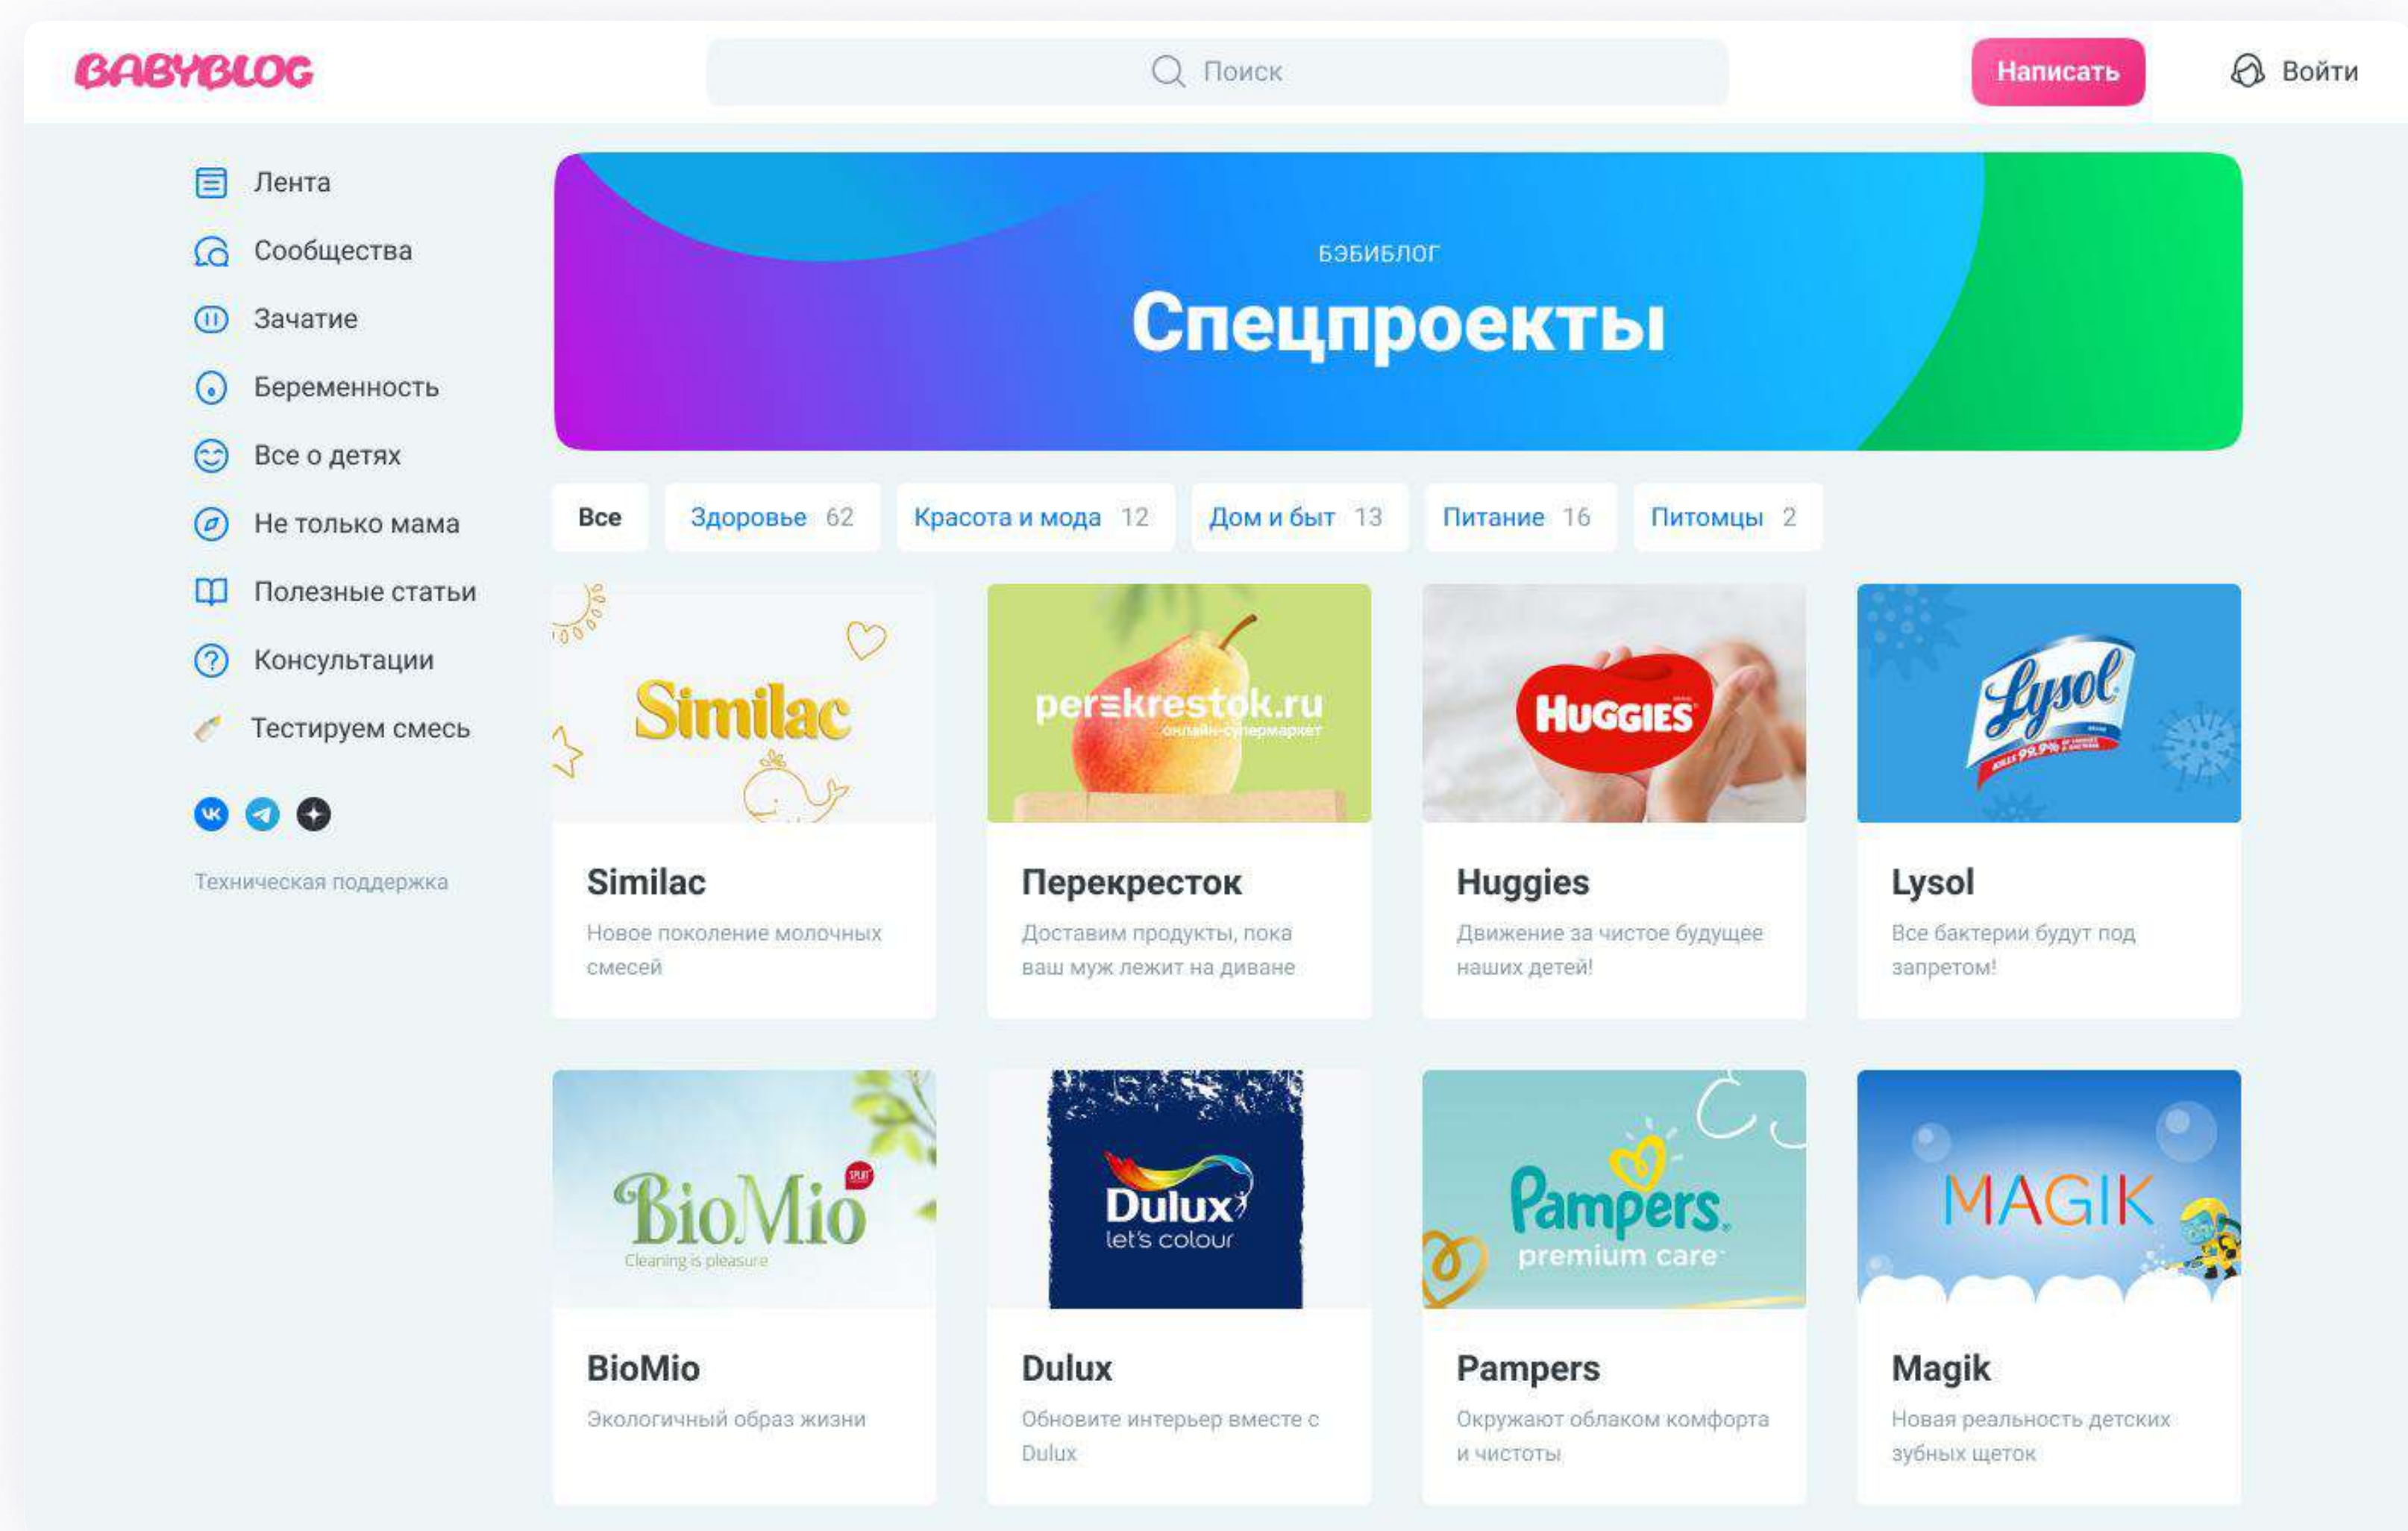 BABYBLOG
Поиск
Написать
Войти
Лента
Сообщества
Зачатие
Беременность
Все о детях
Не только мама
Полезные статьи
Консультации
Тестируем смесь
Техническая поддержка
БЭБИБЛОГ
Спецпроекты
Все
Здоровье 62
Красота и мода 12
Дом и быт 13
Питание 16
Питомцы 2
Similac
Similac
Новое поколение молочных
смесей
perekrestok.ru
онлайн-супермаркет
Перекресток
Доставим продукты, пока
ваш муж лежит на диване
HUGGIES
Huggies
Движение за чистое будущее
наших детей!
Lysol
KILLS 99.9%
Lysol
Все бактерии будут под
запретом!
SPLAT
BioMio
Cleaning is pleasure
BioMio
Экологичный образ жизни
Dulux
let's colour
Dulux
Обновите интерьер вместе с
Dulux
Pampers
premium care
Pampers
Окружают облаком комфорта
и чистоты
MAGIK
Magik
Новая реальность детских
зубных щеток